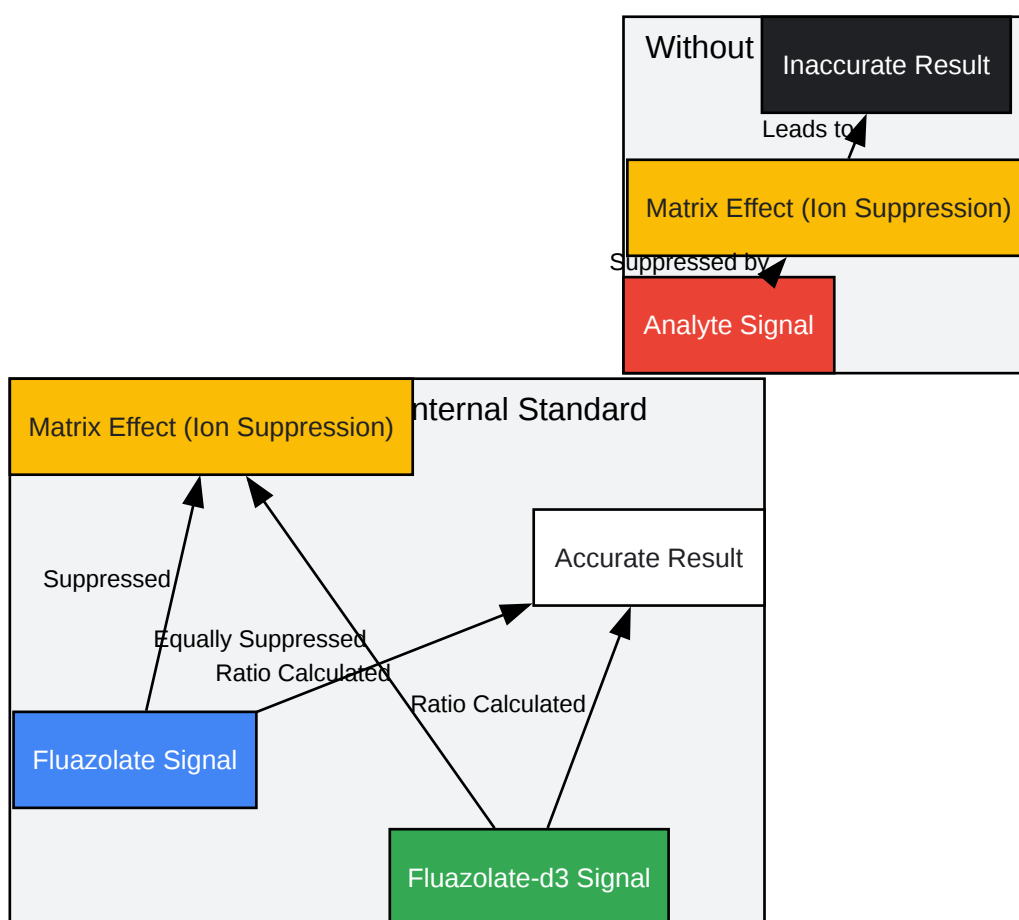 Without
Inaccurate Result
Leads to
Matrix Effect (Ion Suppression)
Suppressed by
Analyte Signal
Matrix Effect (Ion Suppression)
nternal Standard
Accurate Result
Suppressed
Equally Suppressed
Ratio Calculated
Ratio Calculated
Fluazolate Signal
Fluazolate-d3 Signal